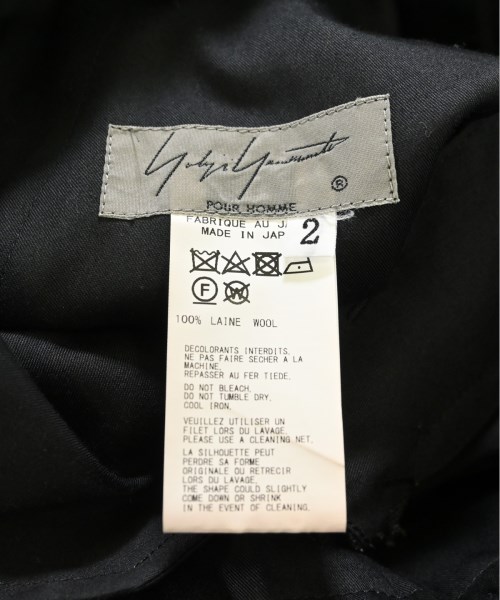 Yohji Yamamoto
®
POUR HOMME
FABRIQUE AU
MADE IN JAP
2
F W
100% LAINE WOOL
DECOLORANTS INTERDITS.
NE PAS FAIRE SECHER A LA
MACHINE.
REPASSER AU FER TIEDE.
DO NOT BLEACH.
DO NOT TUMBLE DRY.
COOL IRON.
VEUILLEZ UTILISER UN
FILET LORS DU LAVAGE.
PLEASE USE A CLEANING NET.
LA SILHOUETTE PEUT
PERDRE SA FORME
ORIGINALE OU RETRECIR
LORS DU LAVAGE.
THE SHAPE COULD SLIGHTLY
COME DOWN OR SHRINK
IN THE EVENT OF CLEANING.